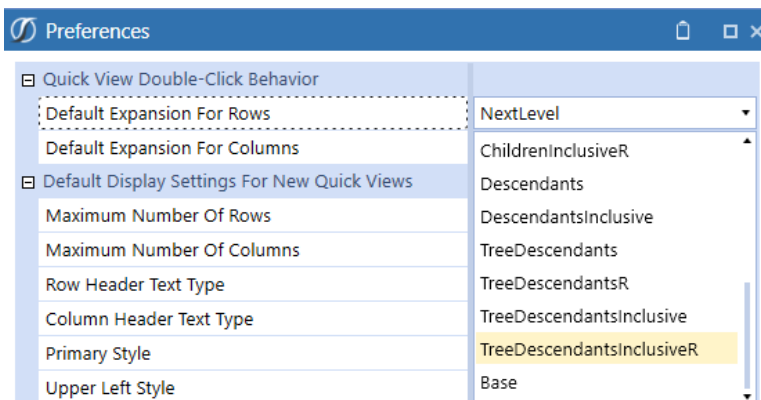 Preferences
Quick View Double-Click Behavior
Default Expansion For Rows
NextLevel
Default Expansion For Columns
ChildrenInclusiveR
Descendants
Default Display Settings For New Quick Views
DescendantsInclusive
Maximum Number Of Rows
Maximum Number Of Columns
TreeDescendants
Row Header Text Type
TreeDescendantsR
Column Header Text Type
TreeDescendantsInclusive
Primary Style
TreeDescendantsInclusiveR
Upper Left Style
Base